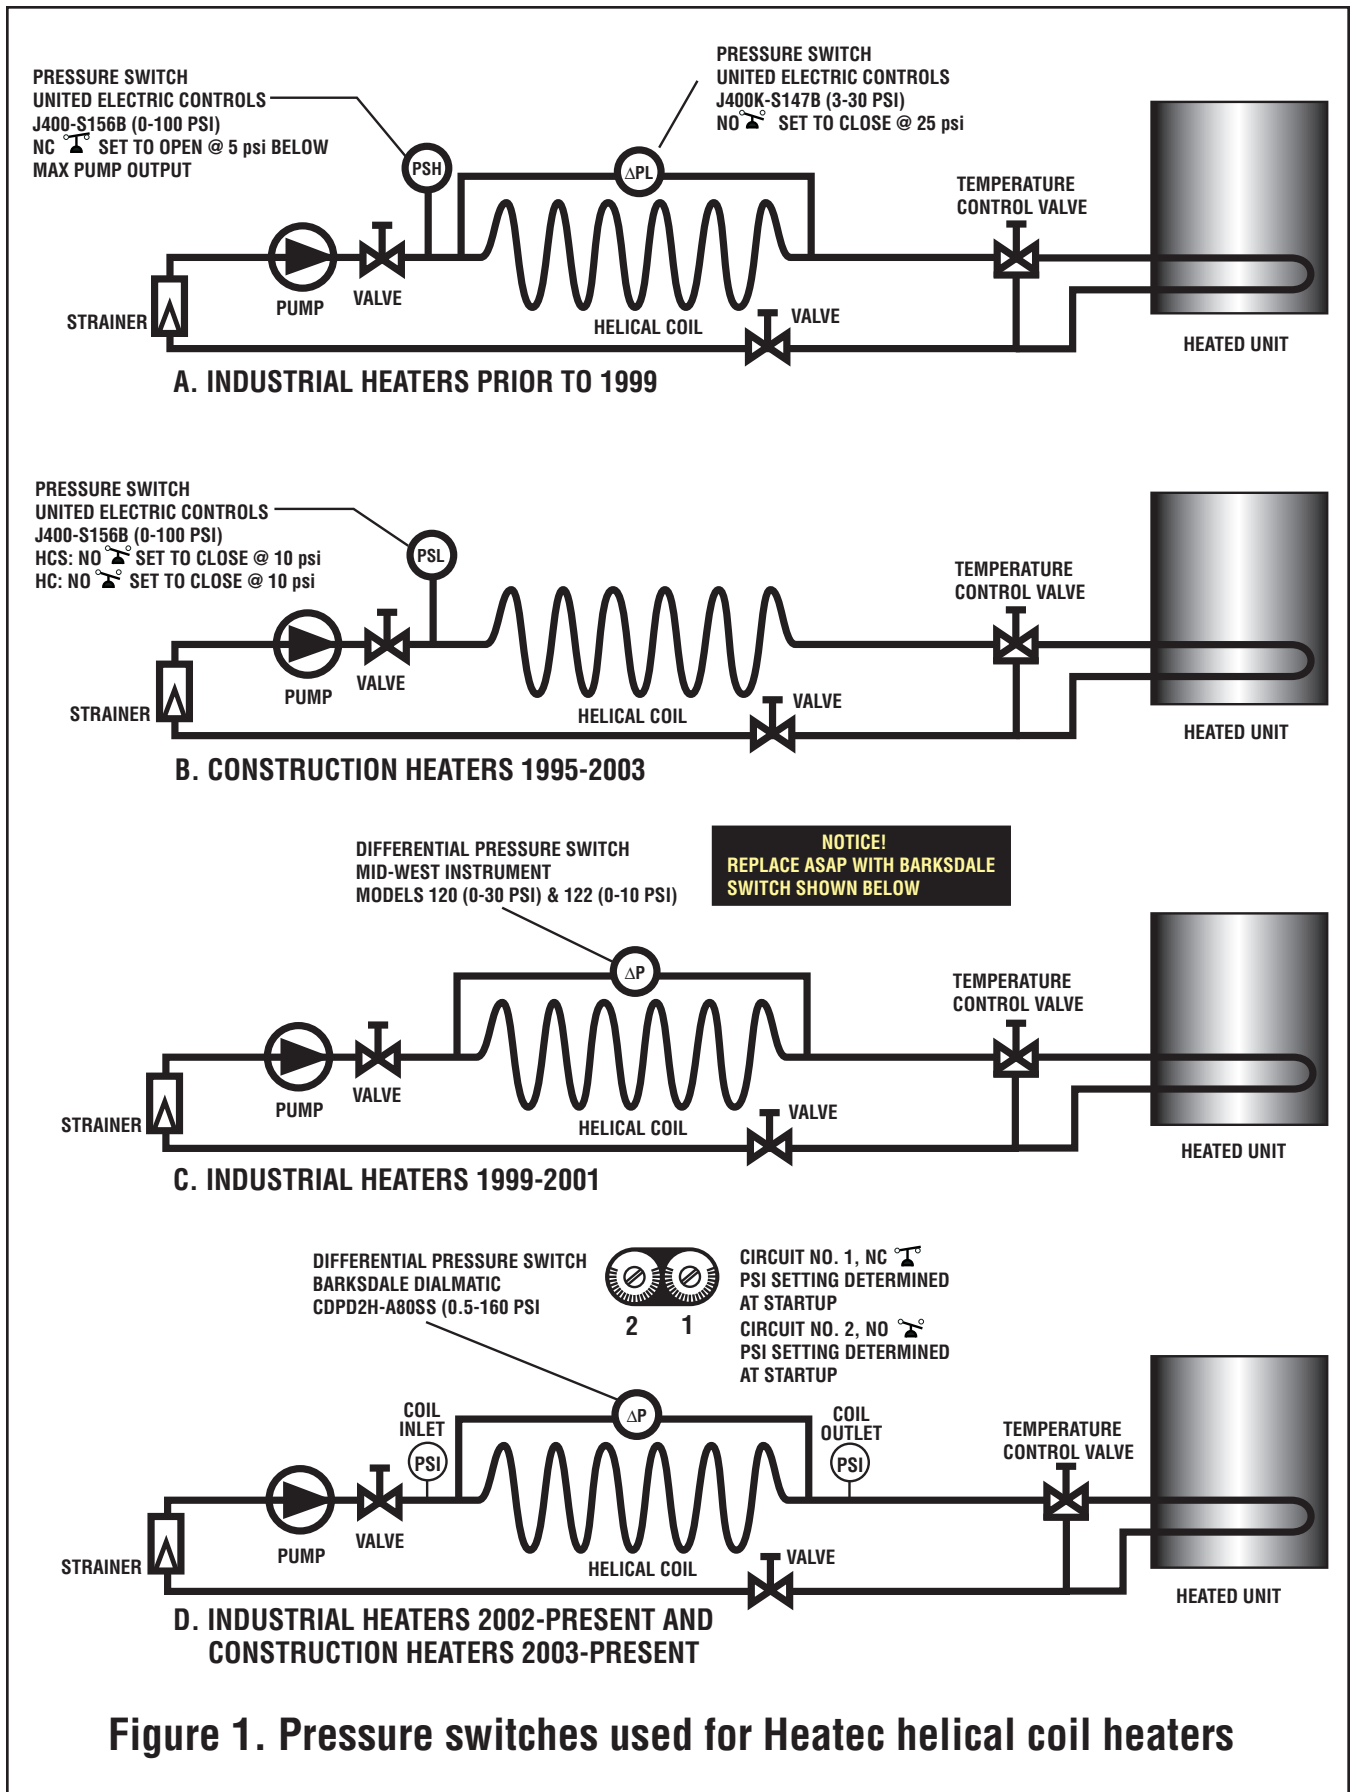 PRESSURE SWITCH
UNITED ELECTRIC CONTROLS
J400-S156B (0-100 PSI)
NC SET TO OPEN @ 5 psi BELOW
MAX PUMP OUTPUT
PRESSURE SWITCH
UNITED ELECTRIC CONTROLS
J400K-S147B (3-30 PSI)
NO SET TO CLOSE @ 25 psi
PSH
ΔPL
TEMPERATURE
CONTROL VALVE
STRAINER
PUMP
VALVE
HELICAL COIL
VALVE
HEATED UNIT
A. INDUSTRIAL HEATERS PRIOR TO 1999
PRESSURE SWITCH
UNITED ELECTRIC CONTROLS
J400-S156B (0-100 PSI)
HCS: NO SET TO CLOSE @ 10 psi
HC: NO SET TO CLOSE @ 10 psi
PSL
TEMPERATURE
CONTROL VALVE
STRAINER
PUMP
VALVE
HELICAL COIL
VALVE
HEATED UNIT
B. CONSTRUCTION HEATERS 1995-2003
DIFFERENTIAL PRESSURE SWITCH
MID-WEST INSTRUMENT
MODELS 120 (0-30 PSI) & 122 (0-10 PSI)
NOTICE!
REPLACE ASAP WITH BARKSDALE
SWITCH SHOWN BELOW
ΔP
TEMPERATURE
CONTROL VALVE
STRAINER
PUMP
VALVE
HELICAL COIL
VALVE
HEATED UNIT
C. INDUSTRIAL HEATERS 1999-2001
DIFFERENTIAL PRESSURE SWITCH
BARKSDALE DIALMATIC
CDPD2H-A80SS (0.5-160 PSI
2 1
CIRCUIT NO. 1, NC
PSI SETTING DETERMINED
AT STARTUP
CIRCUIT NO. 2, NO
PSI SETTING DETERMINED
AT STARTUP
COIL
INLET
PSI
ΔP
COIL
OUTLET
PSI
TEMPERATURE
CONTROL VALVE
STRAINER
PUMP
VALVE
HELICAL COIL
VALVE
HEATED UNIT
D. INDUSTRIAL HEATERS 2002-PRESENT AND
CONSTRUCTION HEATERS 2003-PRESENT
Figure 1. Pressure switches used for Heatec helical coil heaters